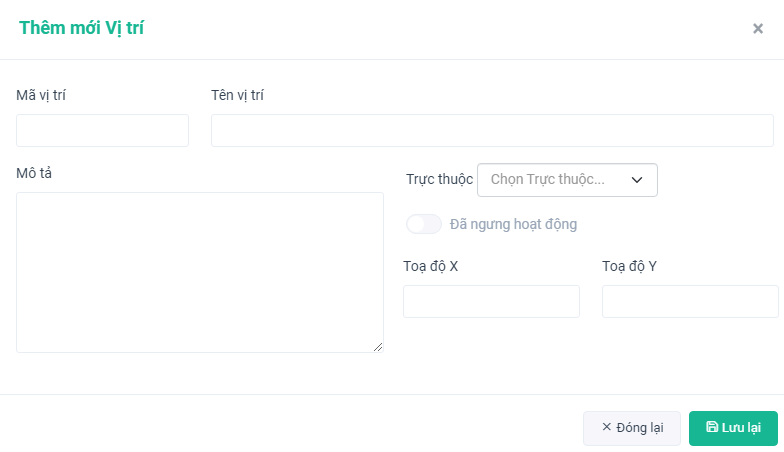 Thêm mới Vị trí
Mã vị trí
Tên vị trí
Mô tả
Trực thuộc
Chọn Trực thuộc...
Đã ngưng hoạt động
Toạ độ X
Toạ độ Y
Đóng lại
Lưu lại